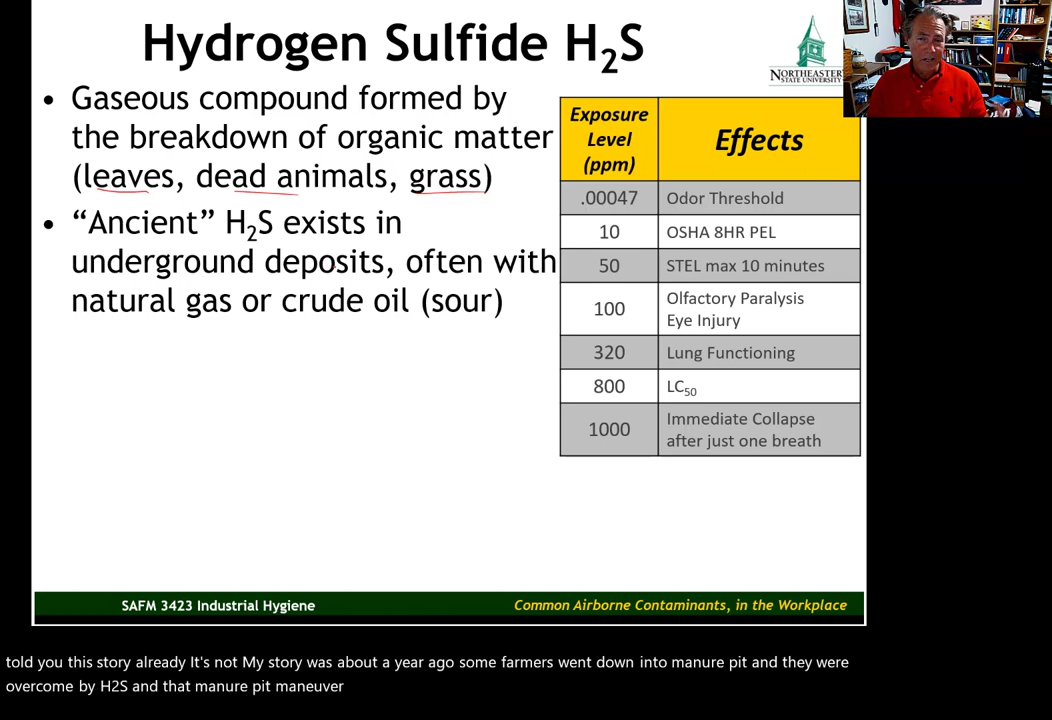 Hydrogen Sulfide H₂S
NORTHEASTER
STATE UNIVERSITY
• Gaseous compound formed by
the breakdown of organic matter
(leaves, dead animals, grass)
• “Ancient” H₂S exists in
underground deposits, often with
natural gas or crude oil (sour)
Exposure
Level
(ppm)
Effects
.00047 Odor Threshold
10 OSHA 8HR PEL
50 STEL max 10 minutes
100 Olfactory Paralysis
Eye Injury
320 Lung Functioning
800 LC₅₀
1000 Immediate Collapse
after just one breath
SAFM 3423 Industrial Hygiene
Common Airborne Contaminants, in the Workplace
told you this story already It's not My story was about a year ago some farmers went down into manure pit and they were
overcome by H2S and that manure pit maneuver